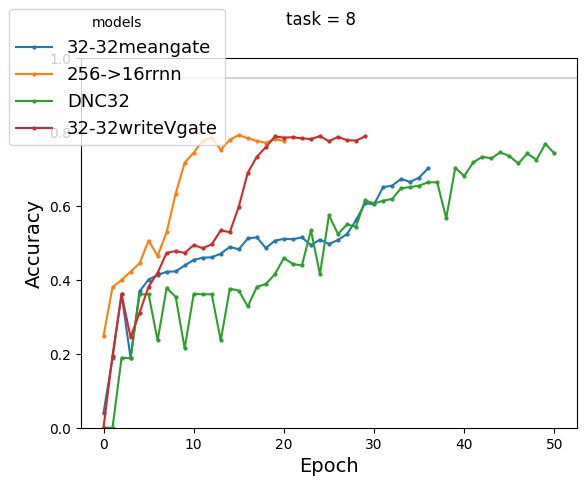 task = 8
models
32-32meangate
256->16rrnn
DNC32
32-32writeVgate
1.0
0.8
0.6
0.4
0.2
0.0
Accuracy
0 10 20 30 40 50
Epoch